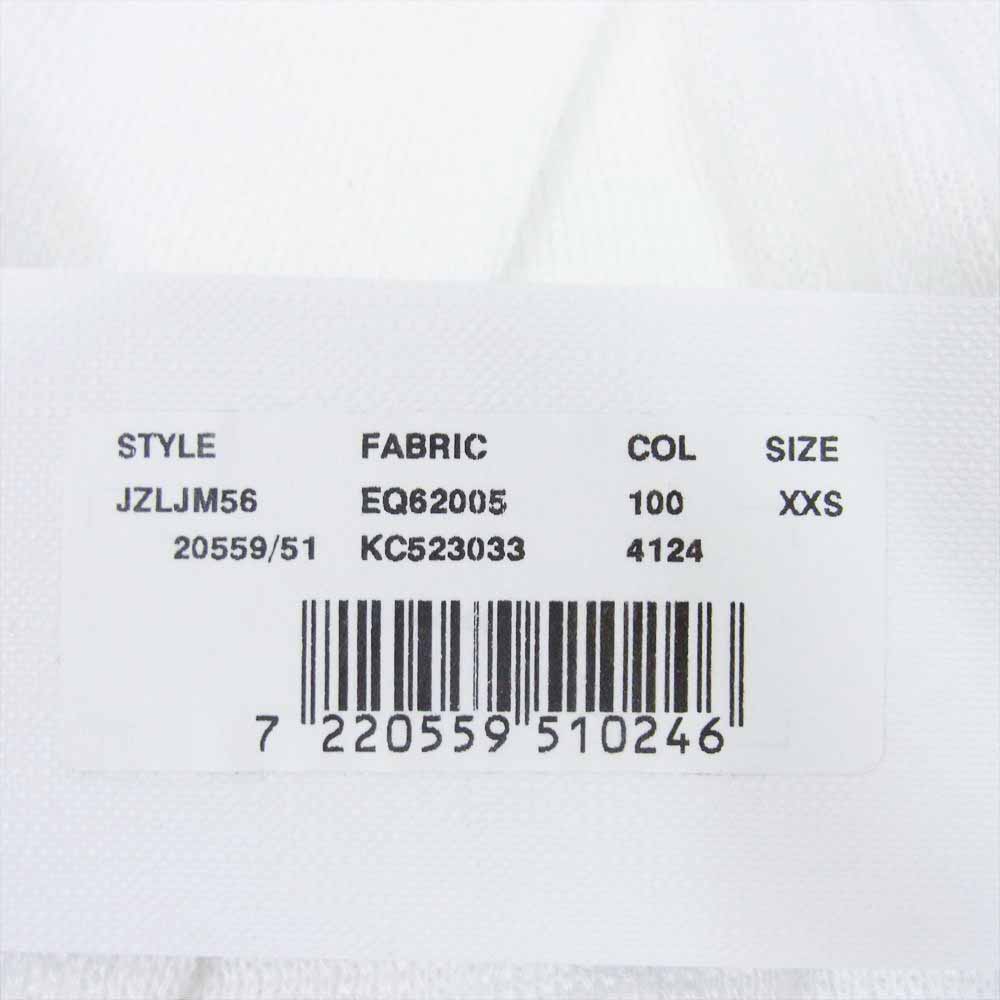 STYLE FABRIC COL SIZE
JZLJM56 EQ62005 100 XXS
20559/51 KC523033 4124
7 220559 510246